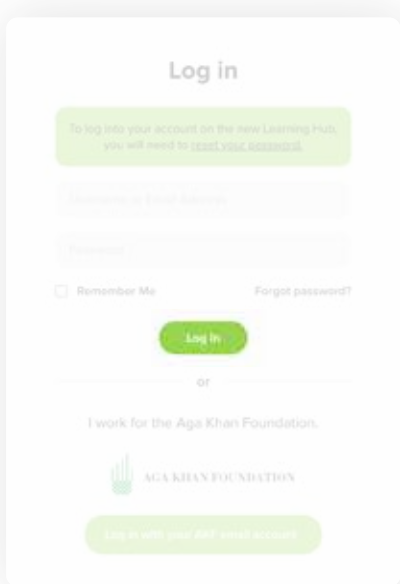 Log in
To log into your account on the new Learning Hub,
you will need to reset your password.
Username or Email Address
Password
Remember Me
Forgot password?
Log in
or
I work for the Aga Khan Foundation.
AGA KHAN FOUNDATION
Log in with your AKF email account